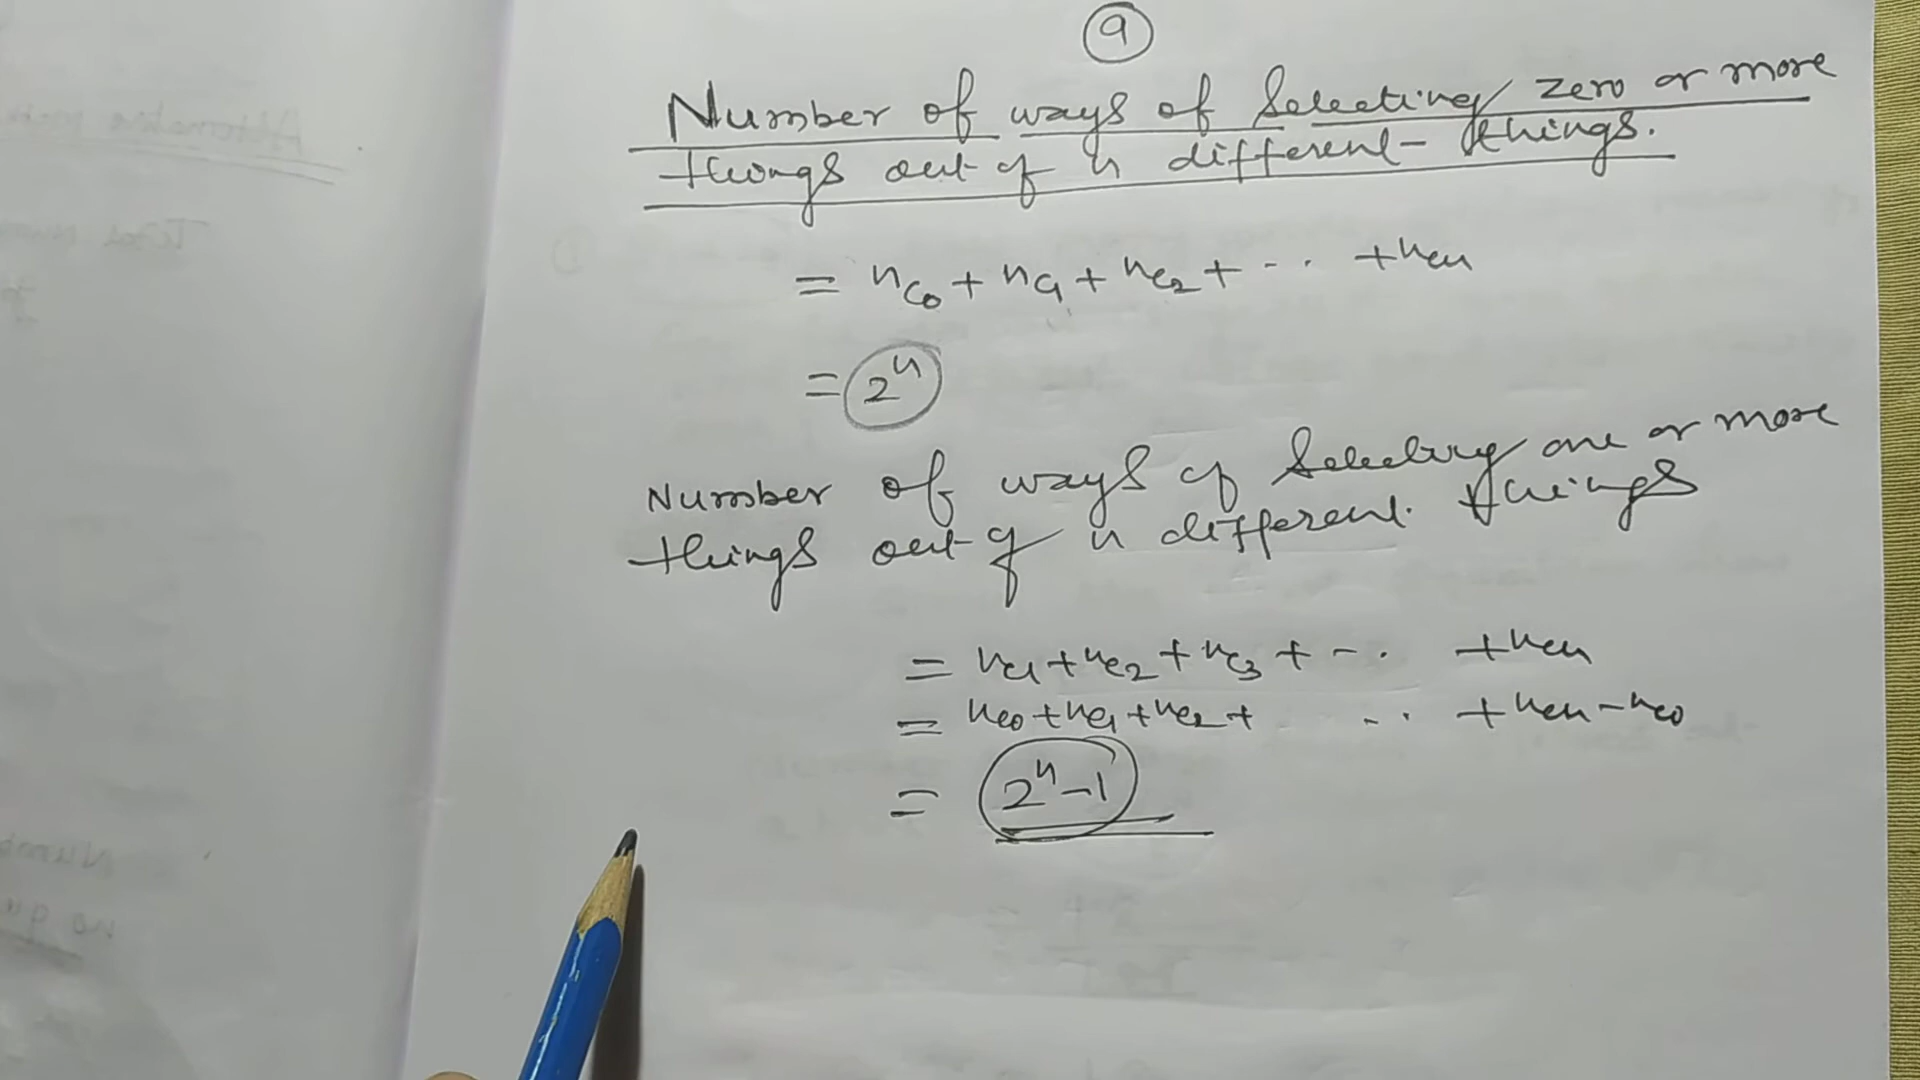 9
Number of ways of Selecting zero or more
things out of n different things.
= nC0 + nC1 + nC2 + -.. + nCn
= 2^n
Number of ways of Selecting one or more
things out of n different things
= nC1 + nC2 + nC3 + -.. + nCn
= nC0 + nC1 + nC2 + -.. + nCn - nC0
= 2^n - 1